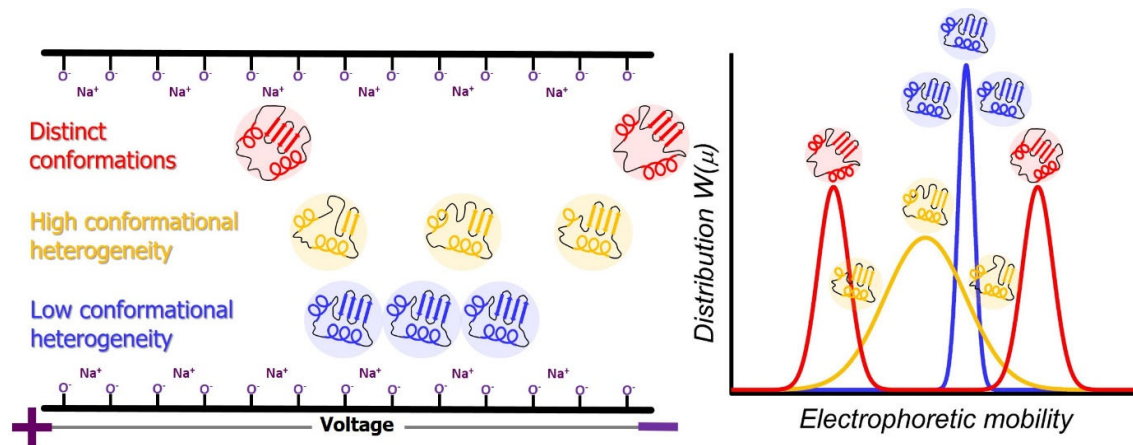 O⁻ O⁻ O⁻ O⁻ O⁻ O⁻ O⁻ O⁻ O⁻ O⁻ O⁻ O⁻ O⁻
Na⁺ Na⁺ Na⁺ Na⁺ Na⁺ Na⁺
Distinct
conformations
High conformational
heterogeneity
Low conformational
heterogeneity
Na⁺ Na⁺ Na⁺ Na⁺ Na⁺ Na⁺
O⁻ O⁻ O⁻ O⁻ O⁻ O⁻ O⁻ O⁻ O⁻ O⁻ O⁻ O⁻ O⁻
+ Voltage −
Distribution W(μ)
Electrophoretic mobility